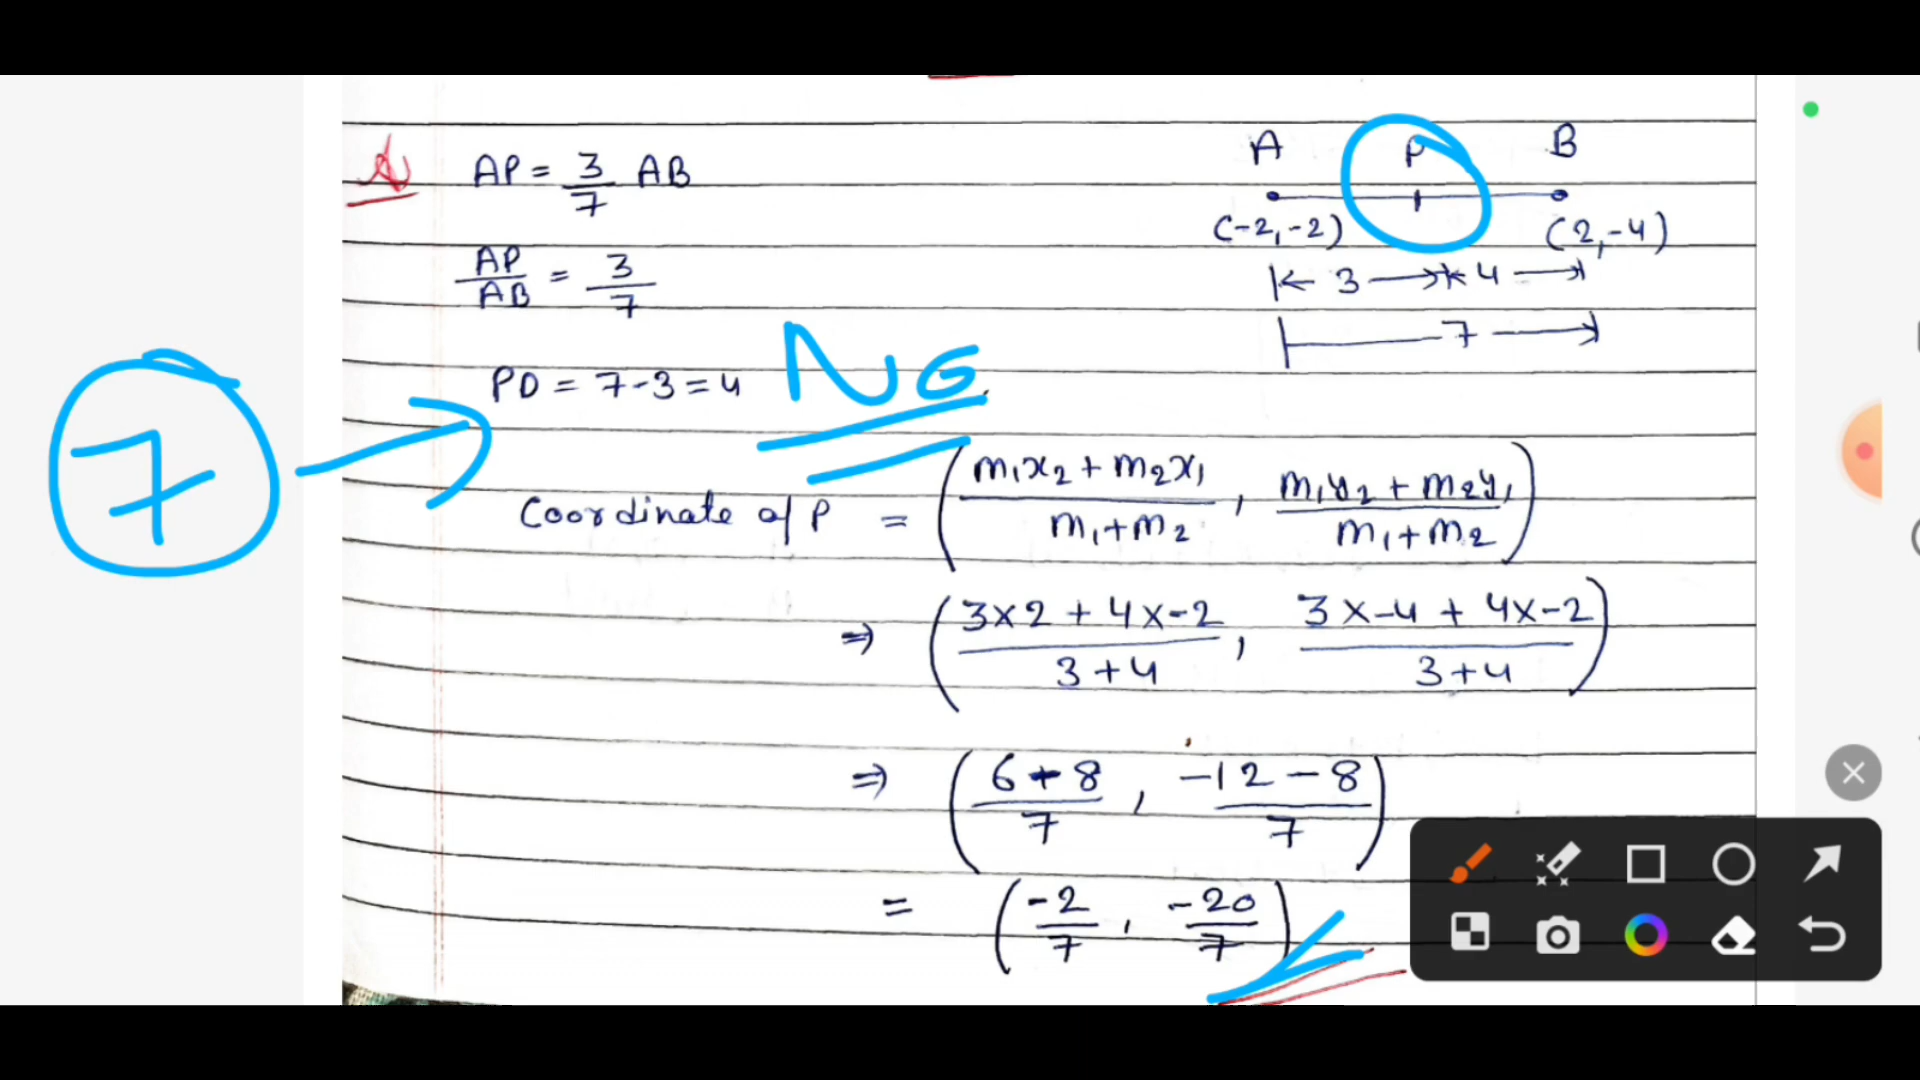 A
AP = 3/7 AB
A P B
(-2,-2) (2,-4)
AP/AB = 3/7
3 4
7
7
PD = 7-3 = 4
NG
Coordinate of P = (m₁x₂ + m₂x₁ / m₁+m₂ , m₁y₂ + m₂y₁ / m₁+m₂)
⇒ (3×2 + 4×-2 / 3+4 , 3×-4 + 4×-2 / 3+4)
⇒ (6-8 / 7 , -12-8 / 7)
= (-2/7 , -20/7)